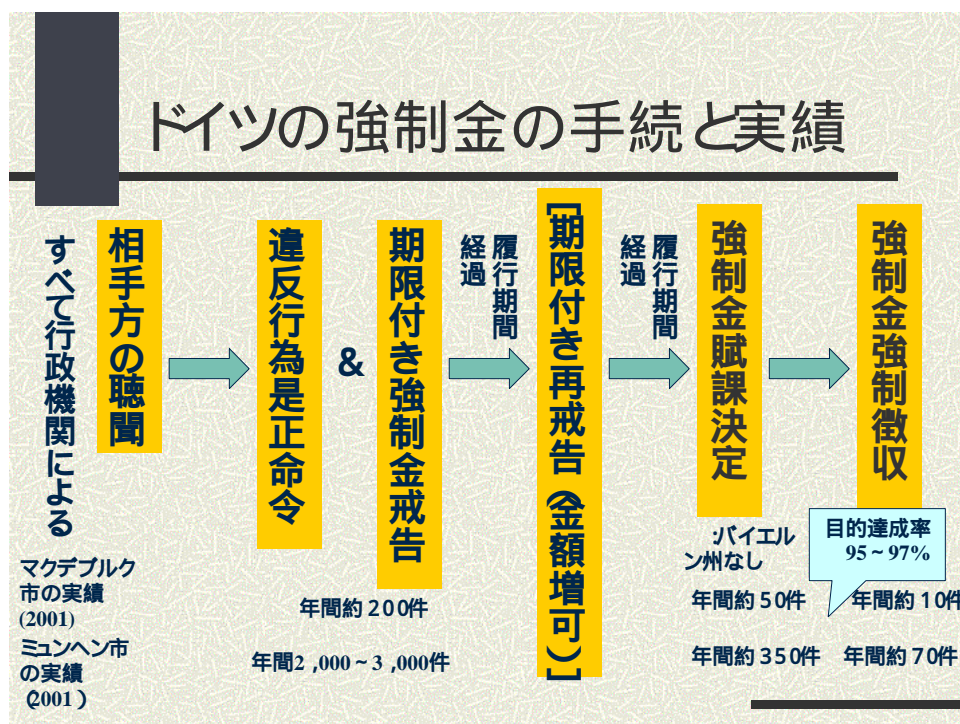 ドイツの強制金の手続と実績
すべて行政機関による
相手方の聴聞
違反行為是正命令
&
期限付き強制金戒告
履行期間
経過
[期限付き再戒告(金額増可)]
履行期間
経過
強制金賦課決定
強制金強制徴収
:バイエル
ン州なし
目的達成率
95~97%
マクデブルク
市の実績
(2001)
年間約200件
年間約50件
年間約10件
ミュンヘン市
の実績
(2001)
年間2,000~3,000件
年間約350件
年間約70件